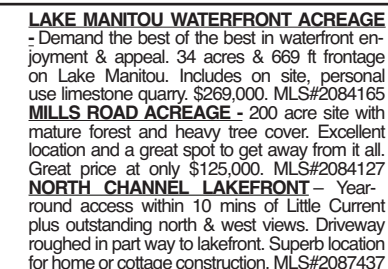 LAKE MANITOU WATERFRONT ACREAGE
- Demand the best of the best in waterfront en-
joyment & appeal. 34 acres & 669 ft frontage
on Lake Manitou. Includes on site, personal
use limestone quarry. $269,000. MLS#2084165
MILLS ROAD ACREAGE - 200 acre site with
mature forest and heavy tree cover. Excellent
location and a great spot to get away from it all.
Great price at only $125,000. MLS#2084127
NORTH CHANNEL LAKEFRONT – Year-
round access within 10 mins of Little Current
plus outstanding north & west views. Driveway
roughed in part way to lakefront. Superb location
for home or cottage construction. MLS#2087437